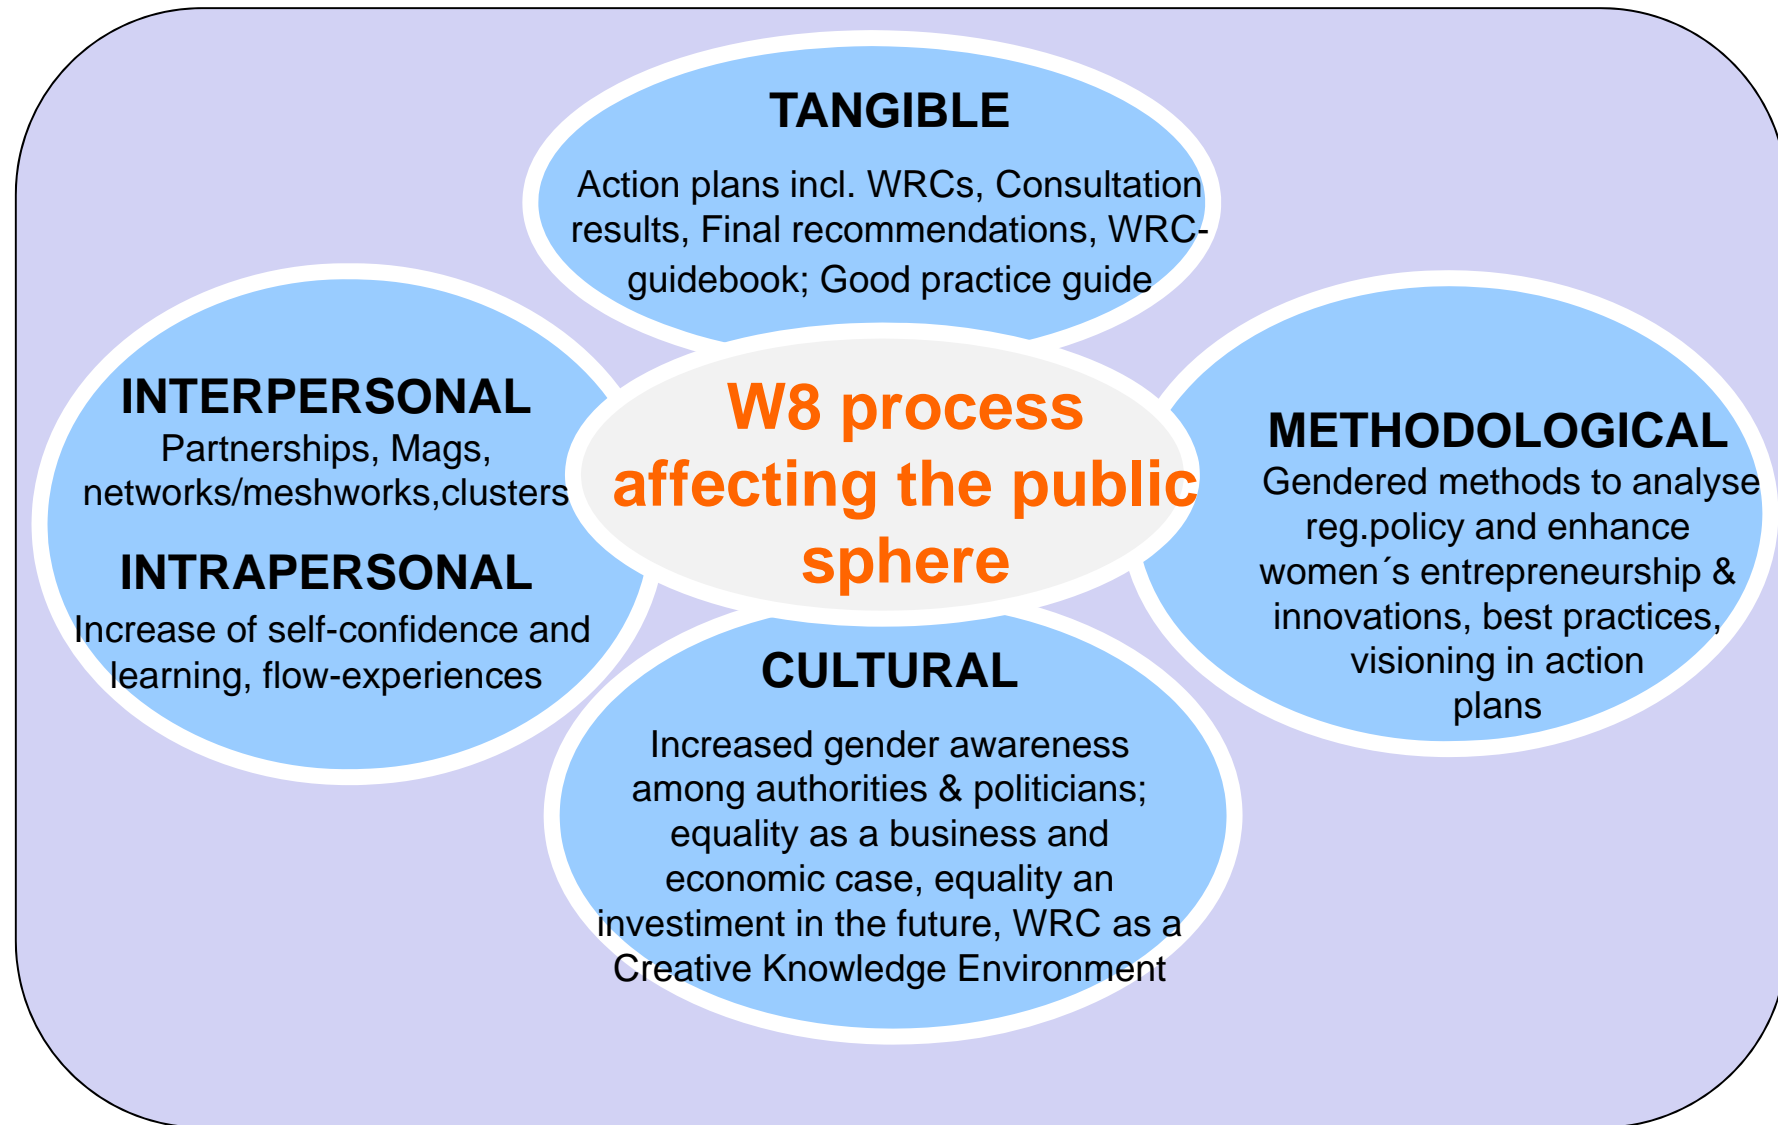 TANGIBLE
Action plans incl. WRCs, Consultation
results, Final recommendations, WRC-
guidebook; Good practice guide
INTERPERSONAL
Partnerships, Mags,
networks/meshworks,clusters
INTRAPERSONAL
Increase of self-confidence and
learning, flow-experiences
W8 process
affecting the public
sphere
METHODOLOGICAL
Gendered methods to analyse
reg.policy and enhance
women´s entrepreneurship &
innovations, best practices,
visioning in action
plans
CULTURAL
Increased gender awareness
among authorities & politicians;
equality as a business and
economic case, equality an
investiment in the future, WRC as a
Creative Knowledge Environment